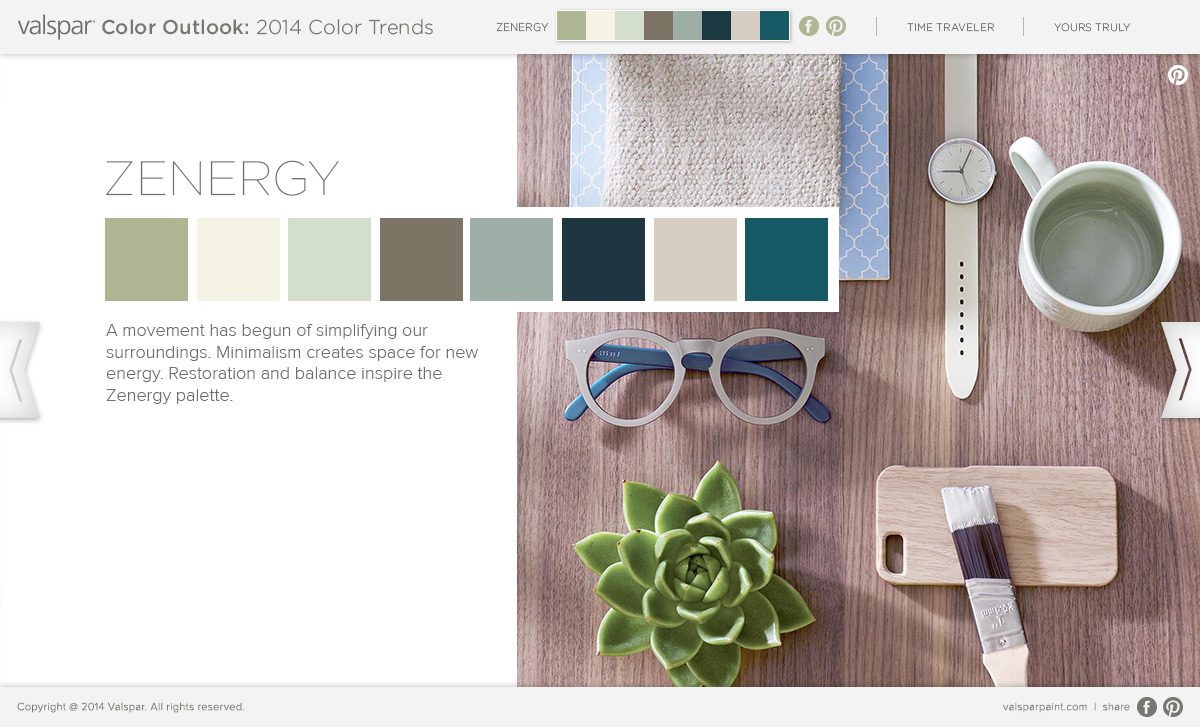 valspar Color Outlook: 2014 Color Trends
ZENERGY
TIME TRAVELER
YOURS TRULY
ZENERGY
A movement has begun of simplifying our
surroundings. Minimalism creates space for new
energy. Restoration and balance inspire the
Zenergy palette.
Copyright @ 2014 Valspar. All rights reserved.
valsparpaint.com | share